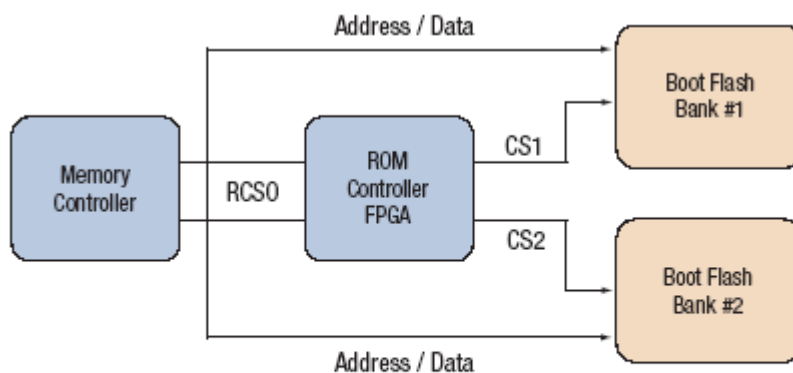 Address / Data
Boot Flash
Bank #1
CS1
Memory
Controller
RCS0
ROM
Controller
FPGA
CS2
Boot Flash
Bank #2
Address / Data